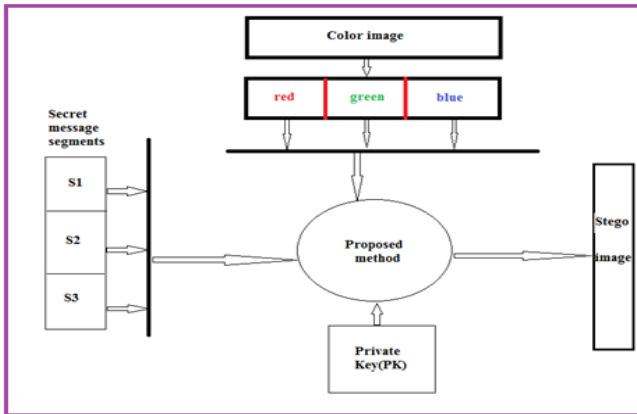 Color image
red green blue
Secret
message
segments
S1
S2
S3
Proposed
method
Stego
image
Private
Key(PK)